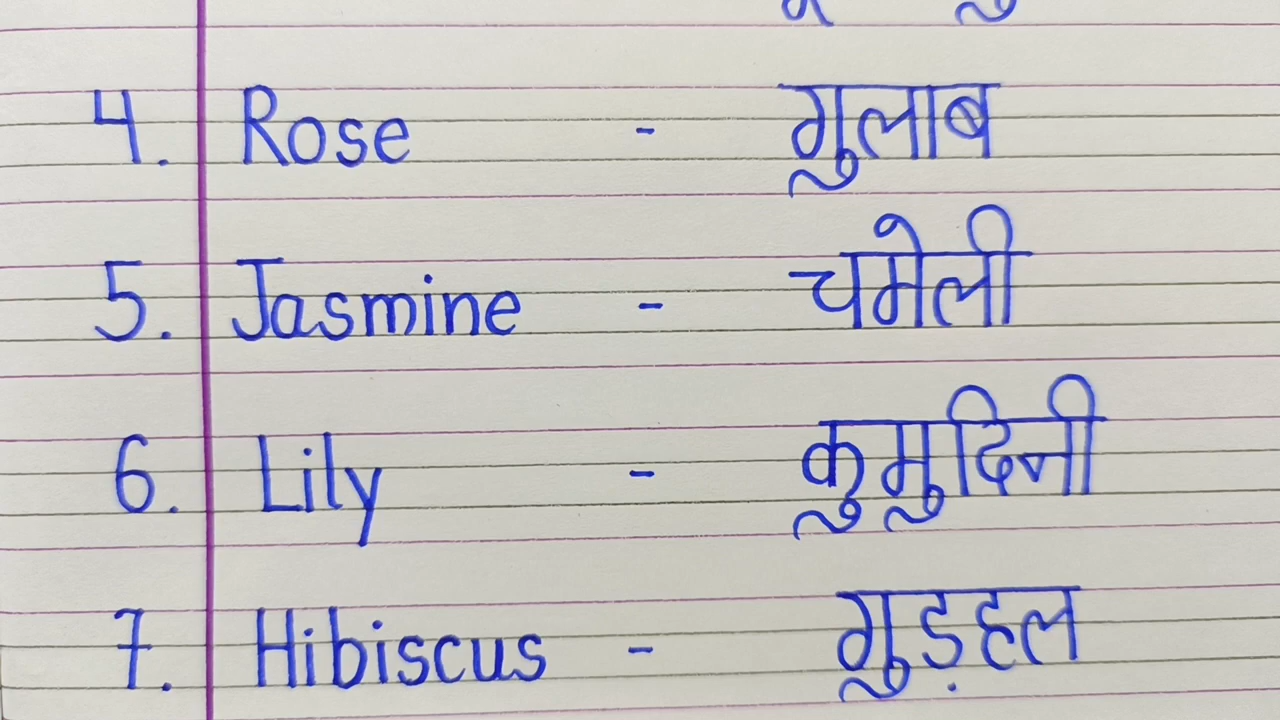 4. Rose - गुलाब
5. Jasmine - चमेली
6. Lily - कुमुदिनी
7. Hibiscus - गुड़हल